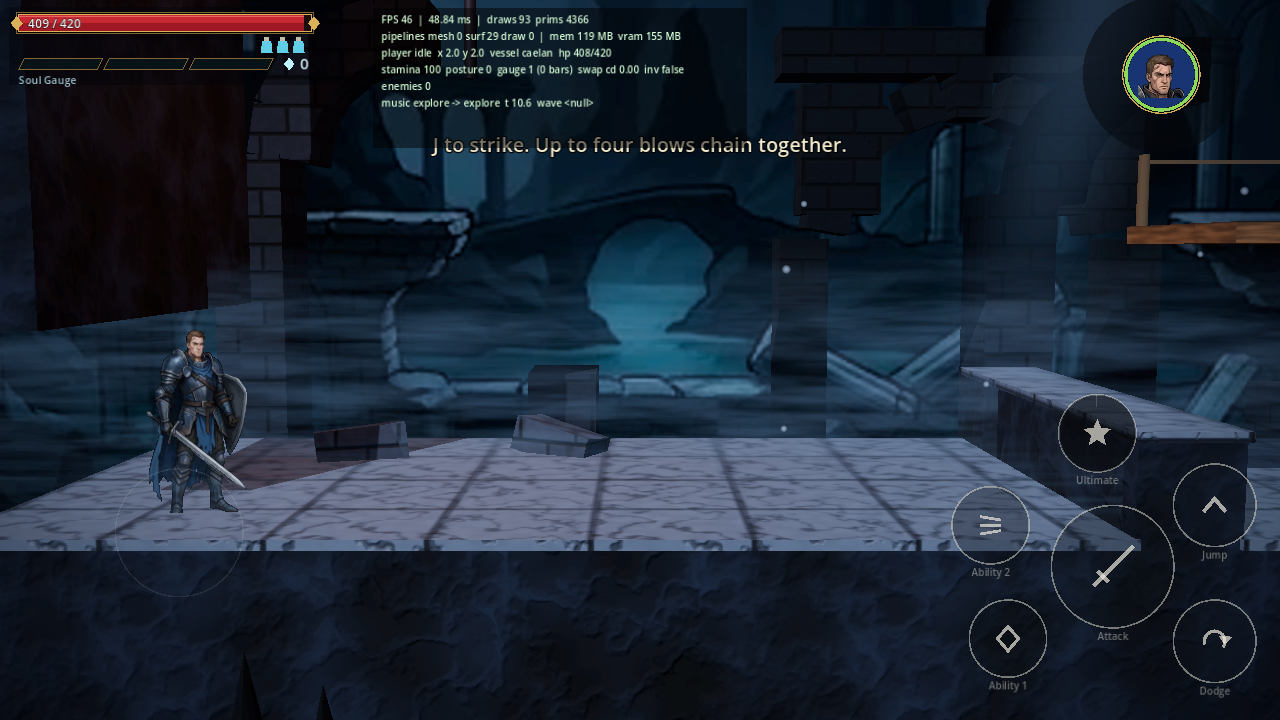 409 / 420
0
Soul Gauge
FPS 46 | 48.84 ms | draws 93 prims 4366
pipelines mesh 0 surf 29 draw 0 | mem 119 MB vram 155 MB
player idle x 2.0 y 2.0 vessel caelan hp 408/420
stamina 100 posture 0 gauge 1 (0 bars) swap cd 0.00 inv false
enemies 0
music explore -> explore t 10.6 wave <null>
J to strike. Up to four blows chain together.
Ultimate
Ability 2
Jump
Attack
Ability 1
Dodge